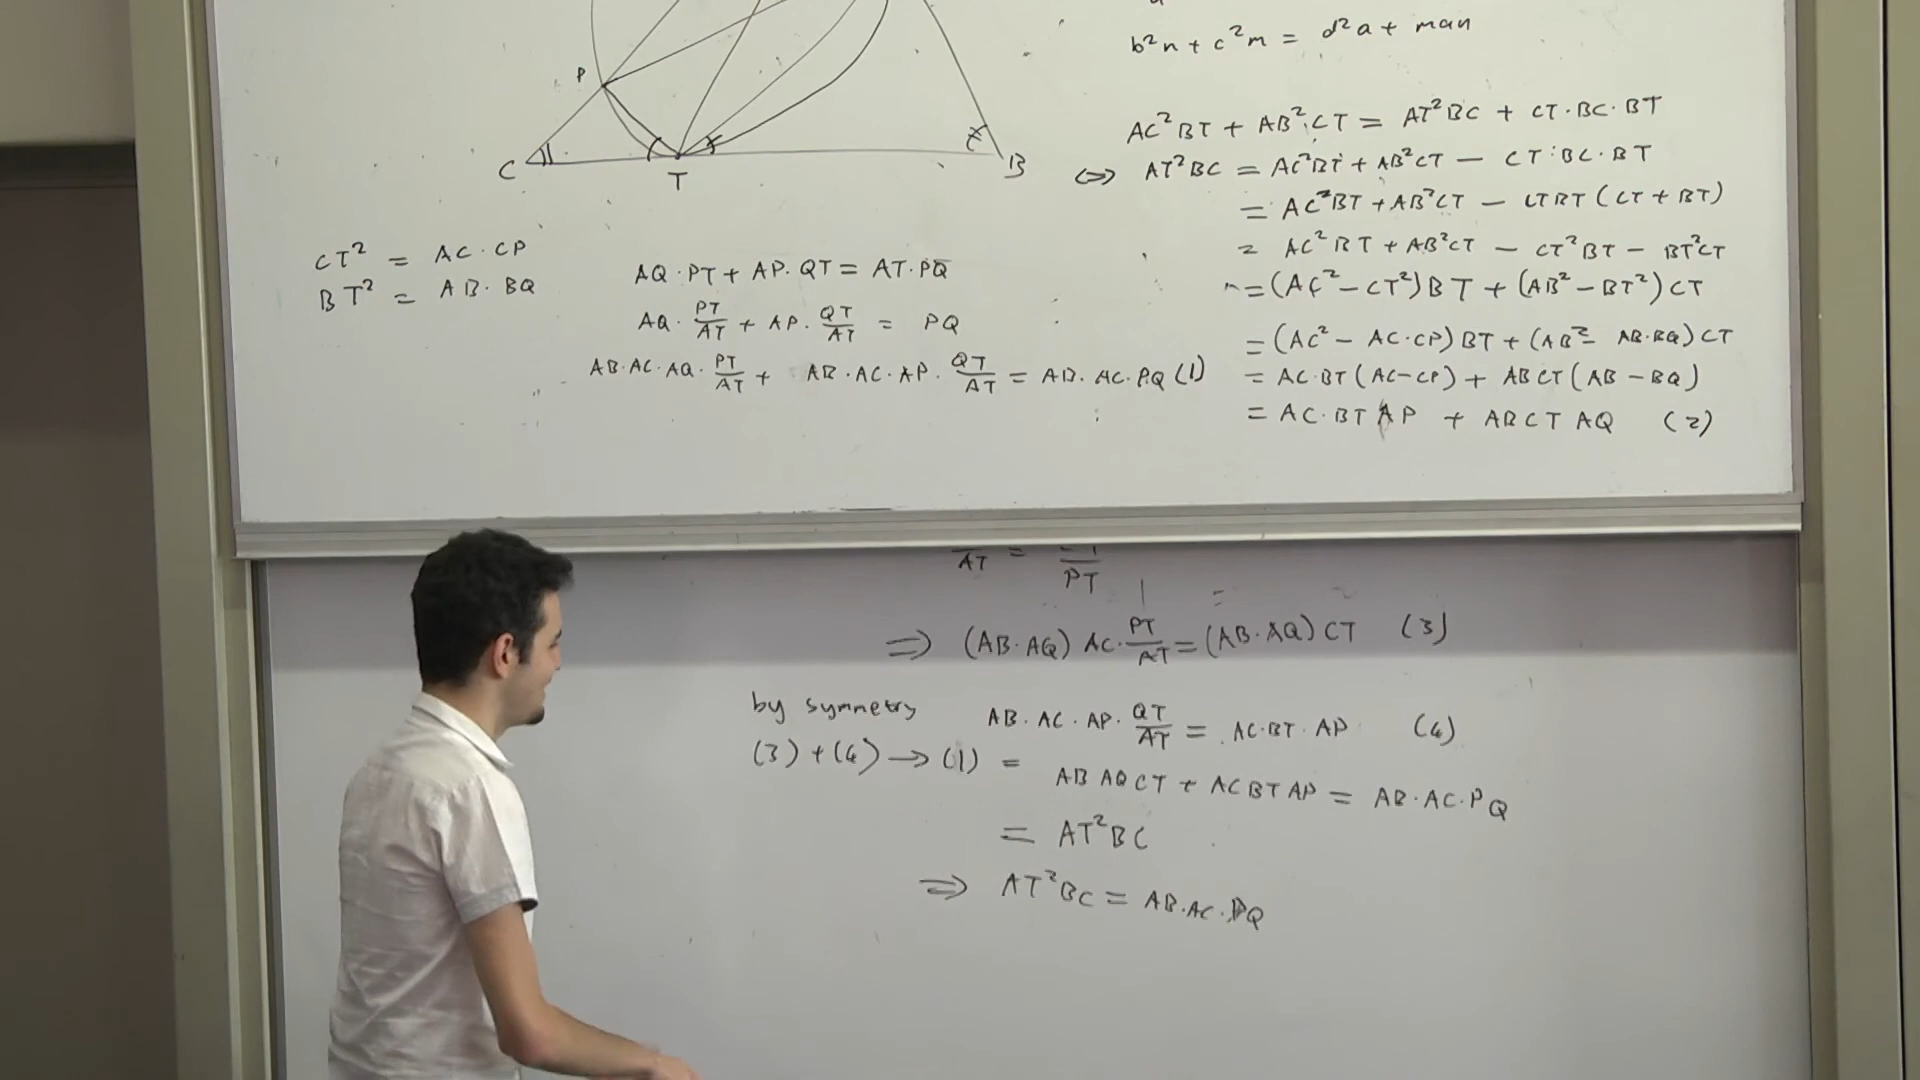 b²n + c²m = d²a + man
P
C
T
B
AC²BT + AB²CT = AT²BC + CT·BC·BT
⇔ AT²BC = AC²BT + AB²CT − CT·BC·BT
= AC²BT + AB²CT − CTBT(CT + BT)
= AC²BT + AB²CT − CT²BT − BT²CT
= (AC² − CT²)BT + (AB² − BT²)CT
= (AC² − AC·CP)BT + (AB² − AB·BQ)CT
= AC·BT(AC−CP) + ABCT(AB − BQ)
= AC·BT AP + ABCT AQ (2)
CT² = AC·CP
BT² = AB·BQ
AQ·PT + AP·QT = AT·PQ
AQ·PT/AT + AP·QT/AT = PQ
AB·AC·AQ·PT/AT + AB·AC·AP·QT/AT = AB·AC·PQ (1)
AT = PT
⇒ (AB·AQ) AC·PT/AT = (AB·AQ)CT (3)
by symmetry AB·AC·AP·QT/AT = AC·BT·AP (4)
(3)+(4) → (1) = AB AQ CT + AC BT AP = AB·AC·PQ
= AT²BC
⇒ AT²BC = AB·AC·PQ